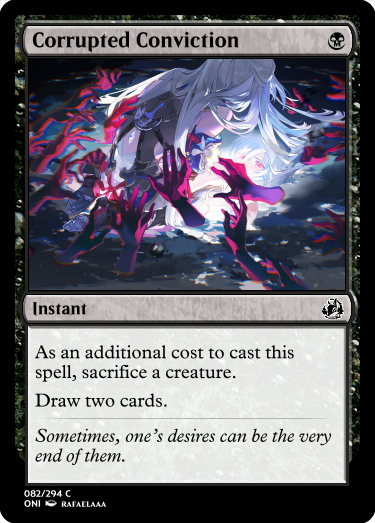 Corrupted Conviction
Instant
As an additional cost to cast this
spell, sacrifice a creature.
Draw two cards.
Sometimes, one's desires can be the very
end of them.
082/294 C
ONI RAFAELAAA